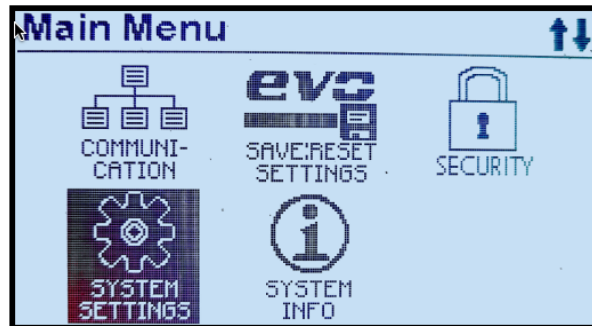 Main Menu
evo
COMMUNI-
CATION
SAVE:RESET
SETTINGS
SECURITY
SYSTEM
SETTINGS
SYSTEM
INFO